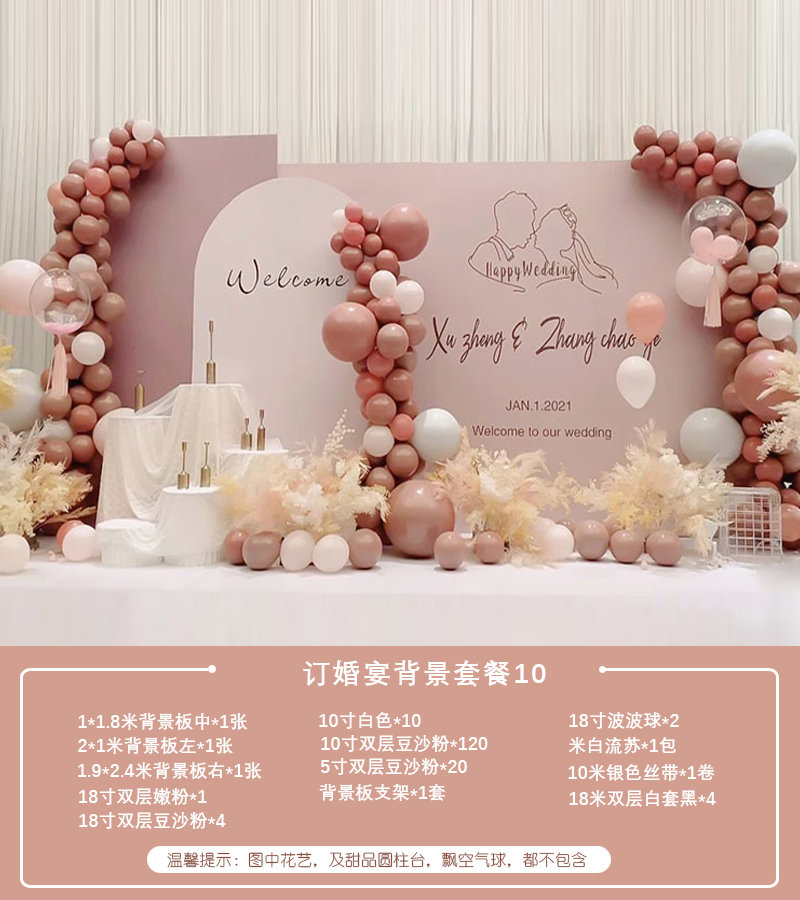 Welcome
HappyWedding
Xu zheng & Zhang chao ye
JAN.1.2021
Welcome to our wedding
订婚宴背景套餐10
1*1.8米背景板中*1张
2*1米背景板左*1张
1.9*2.4米背景板右*1张
18寸双层嫩粉*1
18寸双层豆沙粉*4
10寸白色*10
10寸双层豆沙粉*120
5寸双层豆沙粉*20
背景板支架*1套
18寸波波球*2
米白流苏*1包
10米银色丝带*1卷
18米双层白套黑*4
温馨提示：图中花艺，及甜品圆柱台，飘空气球，都不包含